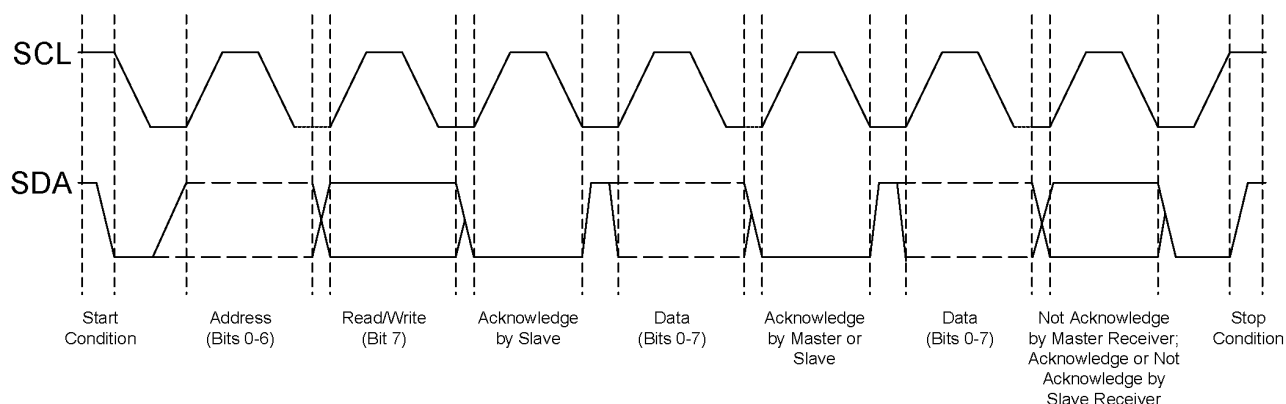 SCL
SDA
Start
Condition
Address
(Bits 0-6)
Read/Write
(Bit 7)
Acknowledge
by Slave
Data
(Bits 0-7)
Acknowledge
by Master or
Slave
Data
(Bits 0-7)
Not Acknowledge
by Master Receiver;
Acknowledge or Not
Acknowledge by
Slave Receiver
Stop
Condition